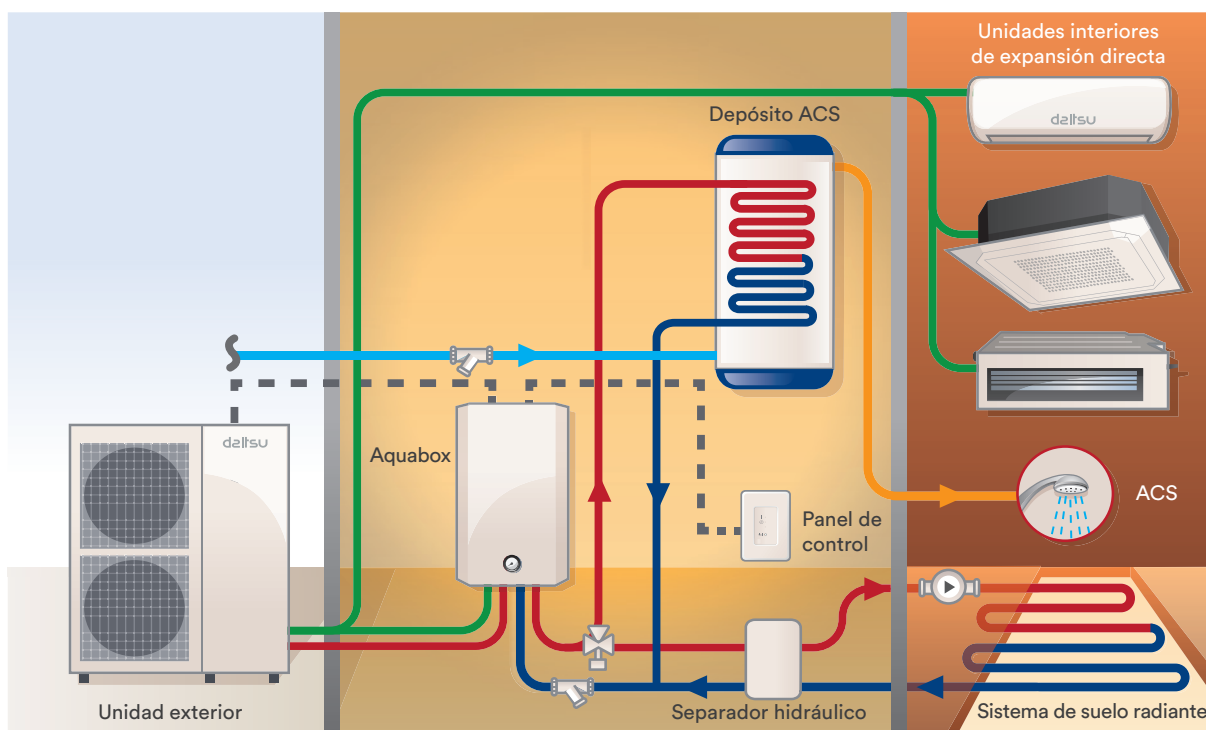 Unidades interiores
de expansión directa
daitsu
Depósito ACS
daitsu
Aquabox
ACS
Panel de
control
Unidad exterior
Separador hidráulico
Sistema de suelo radiante